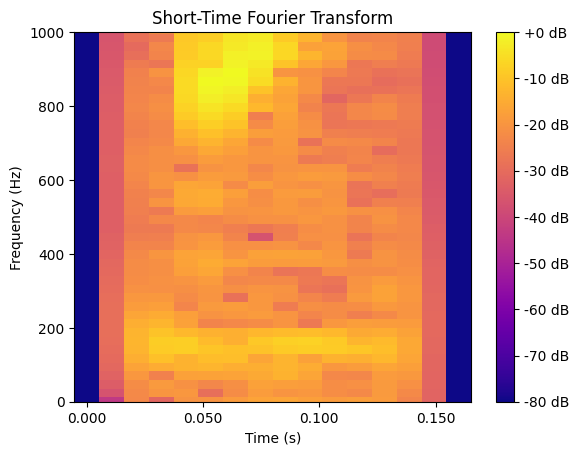 Short-Time Fourier Transform
Frequency (Hz)
1000
800
600
400
200
0
0.000 0.050 0.100 0.150
Time (s)
+0 dB
-10 dB
-20 dB
-30 dB
-40 dB
-50 dB
-60 dB
-70 dB
-80 dB